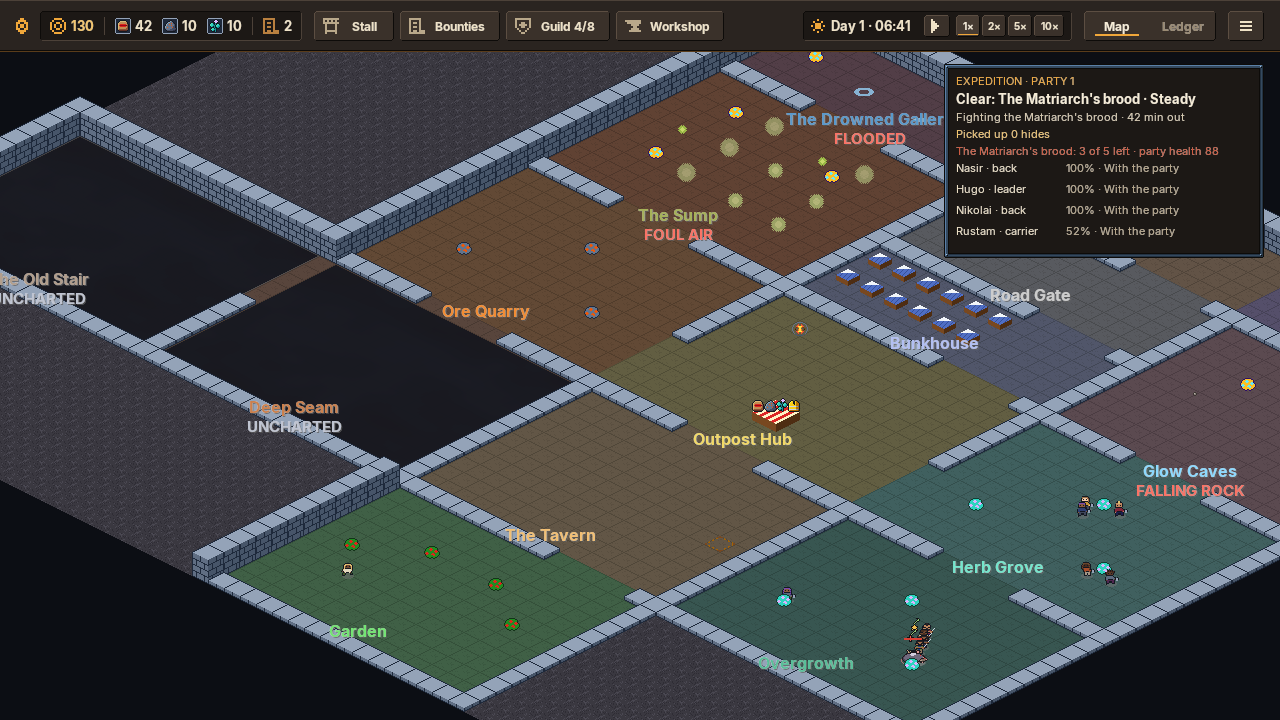 130
42
10
10
2
Stall
Bounties
Guild 4/8
Workshop
Day 1 · 06:41
1×
2×
5×
10×
Map
Ledger
EXPEDITION · PARTY 1
Clear: The Matriarch's brood · Steady
Fighting the Matriarch's brood · 42 min out
Picked up 0 hides
The Matriarch's brood: 3 of 5 left · party health 88
Nasir · back 100% · With the party
Hugo · leader 100% · With the party
Nikolai · back 100% · With the party
Rustam · carrier 52% · With the party
The Drowned Galler
FLOODED
The Sump
FOUL AIR
Old Stair
UNCHARTED
Road Gate
Ore Quarry
Bunkhouse
Deep Seam
UNCHARTED
Outpost Hub
Glow Caves
FALLING ROCK
The Tavern
Herb Grove
Garden
Overgrowth